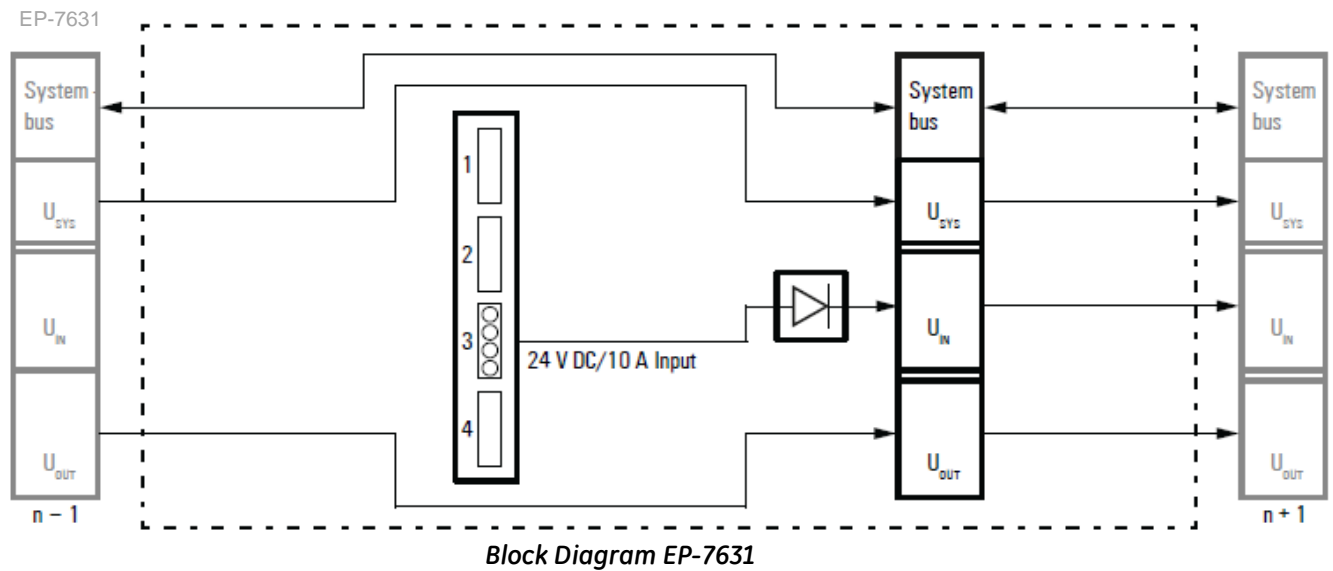 EP-7631
System
bus
U_SYS
U_IN
U_OUT
n – 1
1
2
3
4
24 V DC/10 A Input
System
bus
U_SYS
U_IN
U_OUT
System
bus
U_SYS
U_IN
U_OUT
n + 1
Block Diagram EP-7631